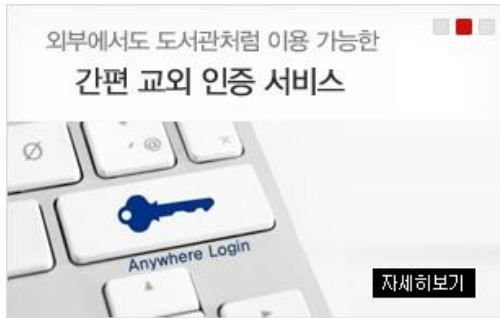 외부에서도 도서관처럼 이용 가능한
간편 교외 인증 서비스
Ø
' @
Anywhere Login
자세히보기